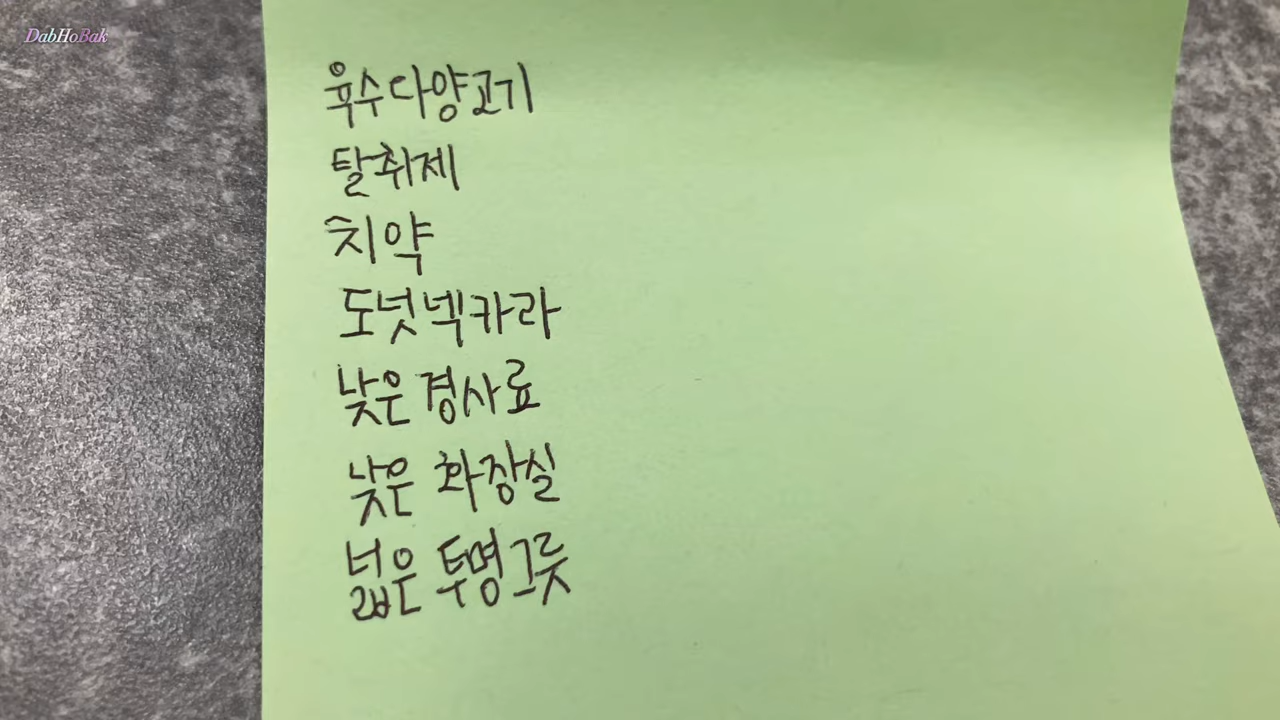 DabHoBak
육수다양고기
탈취제
치약
도넛넥카라
낮은경사료
낮은 화장실
넓은 투명그릇